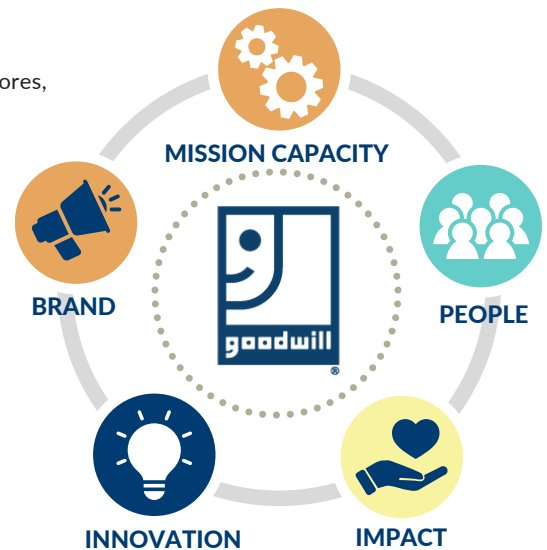 ores,
MISSION CAPACITY
BRAND
PEOPLE
goodwill
®
INNOVATION
IMPACT